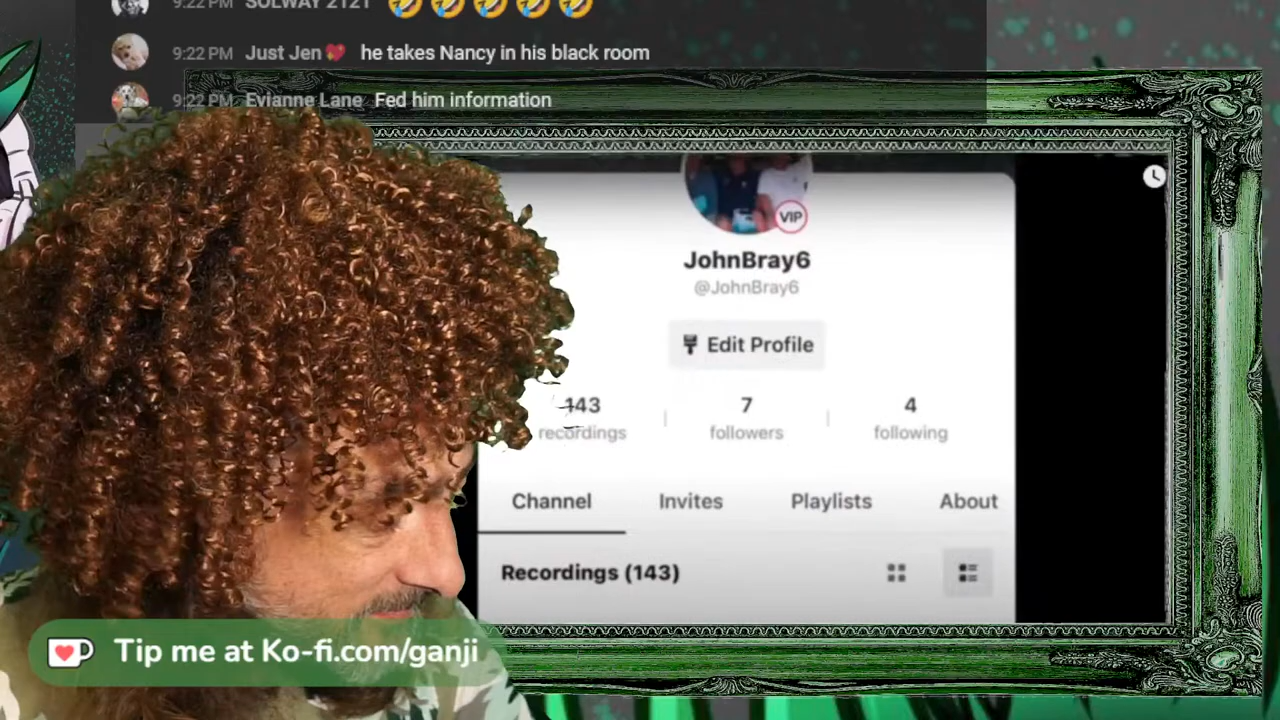 9:22 PM SOLWAY 2121 🤣🤣🤣🤣🤣
9:22 PM Just Jen💖 he takes Nancy in his black room
9:22 PM Evianne Lane Fed him information
VIP
JohnBray6
@JohnBray6
Edit Profile
143 7 4
recordings followers following
Channel Invites Playlists About
Recordings (143)
Tip me at Ko-fi.com/ganji